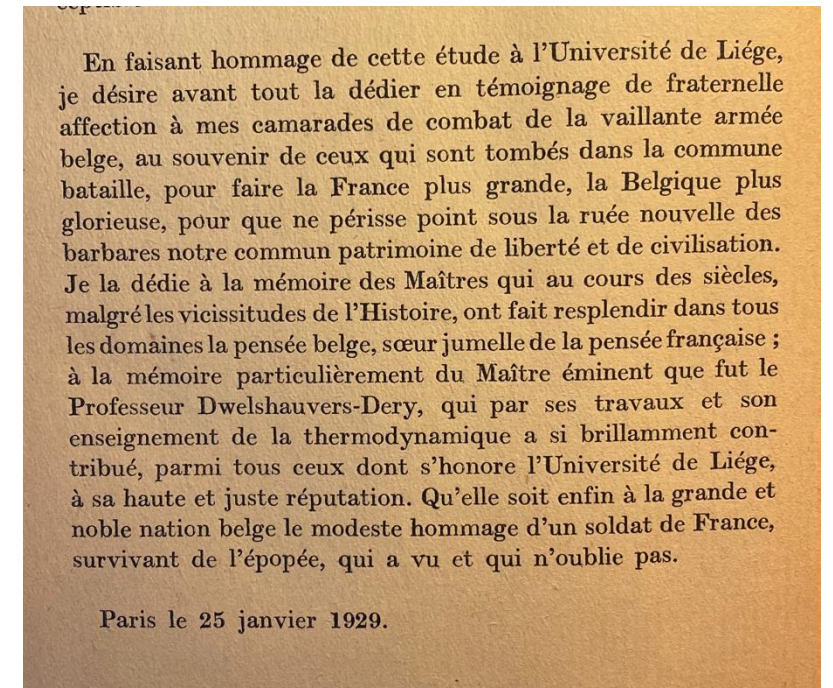 En faisant hommage de cette étude à l'Université de Liége,
je désire avant tout la dédier en témoignage de fraternelle
affection à mes camarades de combat de la vaillante armée
belge, au souvenir de ceux qui sont tombés dans la commune
bataille, pour faire la France plus grande, la Belgique plus
glorieuse, pour que ne périsse point sous la ruée nouvelle des
barbares notre commun patrimoine de liberté et de civilisation.
Je la dédie à la mémoire des Maîtres qui au cours des siècles,
malgré les vicissitudes de l'Histoire, ont fait resplendir dans tous
les domaines la pensée belge, sœur jumelle de la pensée française ;
à la mémoire particulièrement du Maître éminent que fut le
Professeur Dwelshauvers-Dery, qui par ses travaux et son
enseignement de la thermodynamique a si brillamment con-
tribué, parmi tous ceux dont s'honore l'Université de Liége,
à sa haute et juste réputation. Qu'elle soit enfin à la grande et
noble nation belge le modeste hommage d'un soldat de France,
survivant de l'épopée, qui a vu et qui n'oublie pas.
Paris le 25 janvier 1929.